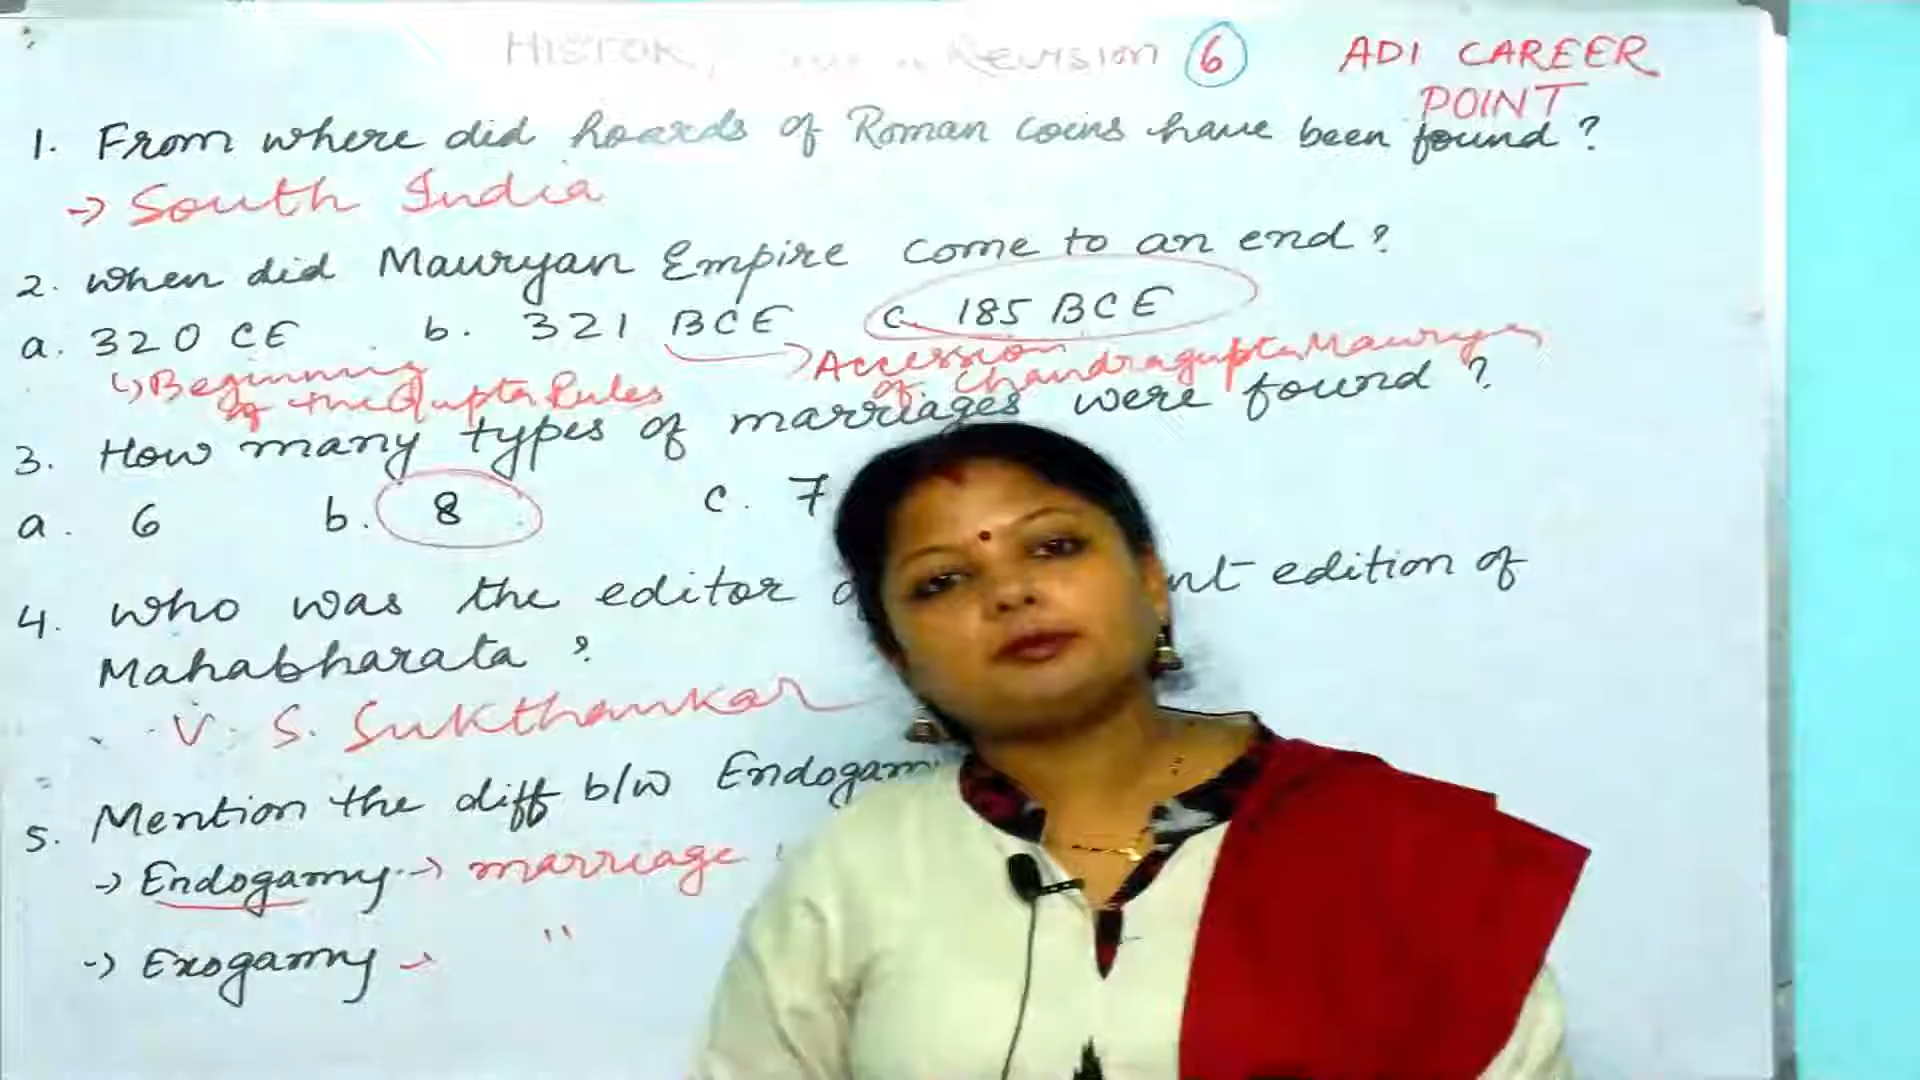 HISTORY Revision 6
ADI CAREER
POINT
1. From where did hoards of Roman coins have been found?
-> South India
2. When did Mauryan Empire come to an end?
a. 320 CE b. 321 BCE c. 185 BCE
Beginning of the Gupta Rules
Accession of Chandragupta Maurya
3. How many types of marriages were found?
a. 6 b. 8 c. 7
4. Who was the editor edition of
Mahabharata?
V. S. Sukthankar
5. Mention the diff b/w
-> Endogamy -> marriage
-> Exogamy -> "